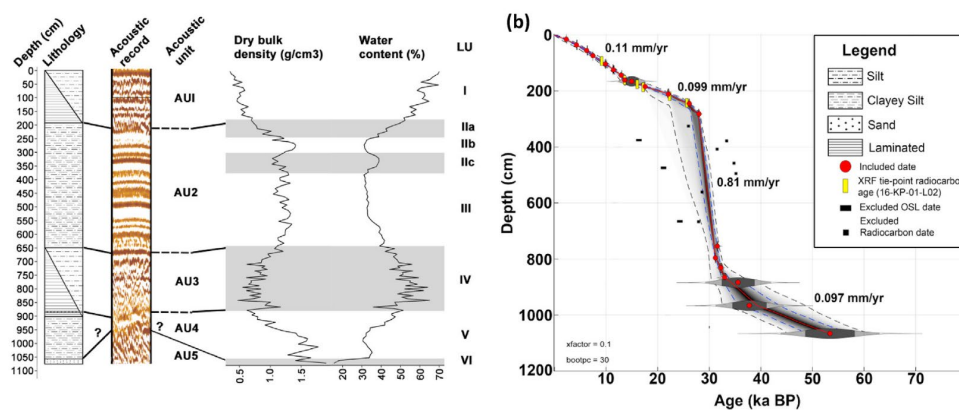 Depth (cm)
Lithology
Acoustic
record
Acoustic
unit
Dry bulk
density (g/cm3)
Water
content (%)
LU
0
50
100
150
200
250
300
350
400
450
500
550
600
650
700
750
800
850
900
950
1000
1050
1100
?
?
AU1
AU2
AU3
AU4
AU5
I
IIa
IIb
IIc
III
IV
V
VI
0.5
1.0
1.5
20
30
40
50
60
70
(b)
Depth (cm)
0
200
400
600
800
1000
1200
0.11 mm/yr
0.099 mm/yr
0.81 mm/yr
0.097 mm/yr
xfactor = 0.1
bootpc = 30
0 10 20 30 40 50 60 70
Age (ka BP)
Legend
Silt
Clayey Silt
Sand
Laminated
Included date
XRF tie-point radiocarbo
age (16-KP-01-L02)
Excluded OSL date
Excluded
Radiocarbon date